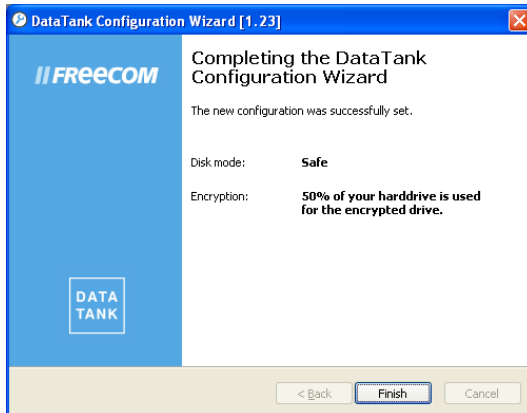 DataTank Configuration Wizard [1.23]
FREECOM
Completing the DataTank
Configuration Wizard
The new configuration was successfully set.
Disk mode: Safe
Encryption: 50% of your harddrive is used
for the encrypted drive.
DATA
TANK
< Back Finish Cancel